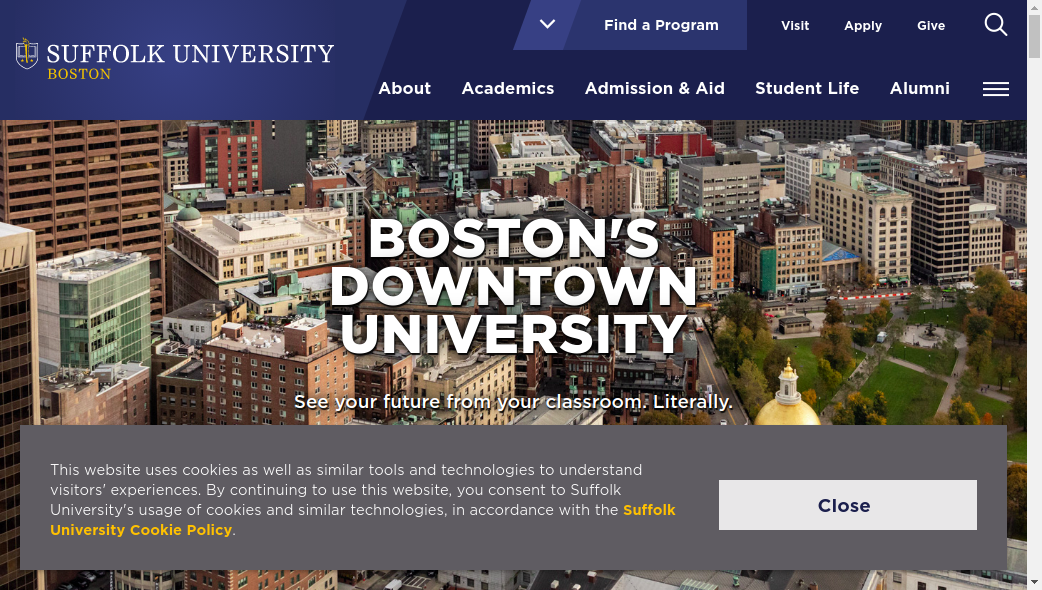 Find a Program
Visit
Apply
Give
SUFFOLK UNIVERSITY
BOSTON
About
Academics
Admission & Aid
Student Life
Alumni
BOSTON'S
DOWNTOWN
UNIVERSITY
See your future from your classroom. Literally.
This website uses cookies as well as similar tools and technologies to understand
visitors' experiences. By continuing to use this website, you consent to Suffolk
University's usage of cookies and similar technologies, in accordance with the Suffolk
University Cookie Policy.
Close